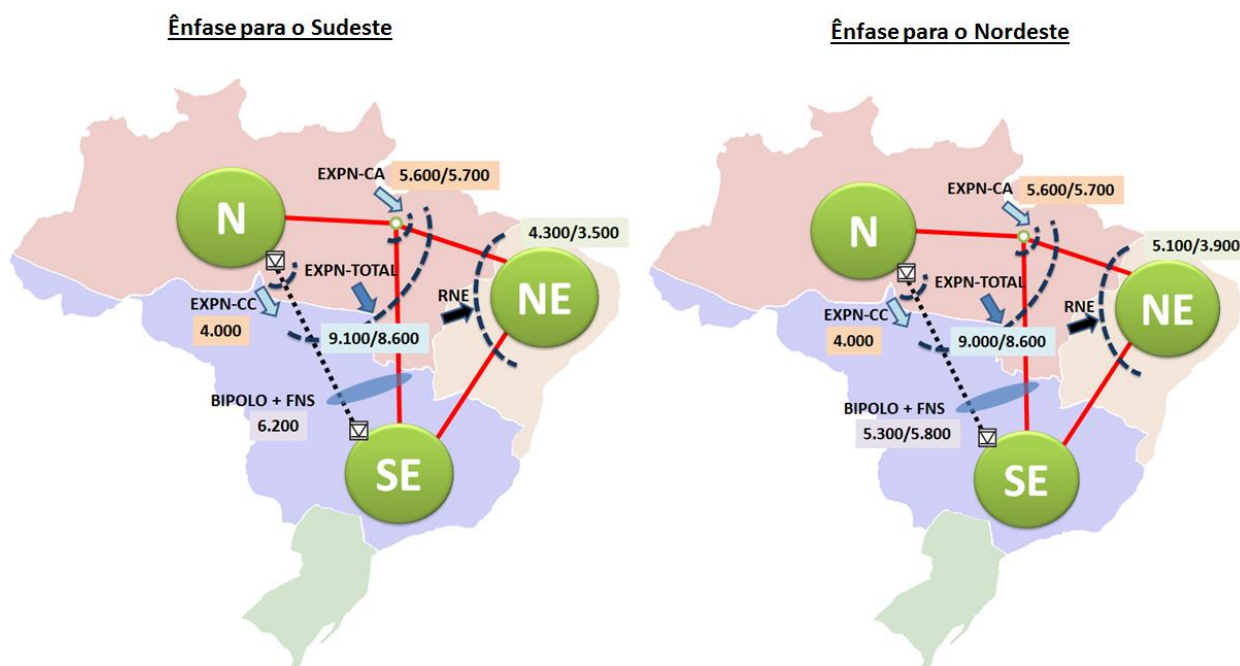 Ênfase para o Sudeste
EXPN-CA 5.600/5.700
N
4.300/3.500
EXPN-TOTAL
RNE
NE
EXPN-CC
4.000
9.100/8.600
BIPOLO + FNS
6.200
SE
Ênfase para o Nordeste
EXPN-CA
5.600/5.700
N
5.100/3.900
EXPN-TOTAL
RNE
NE
EXPN-CC
4.000
9.000/8.600
BIPOLO + FNS
5.300/5.800
SE